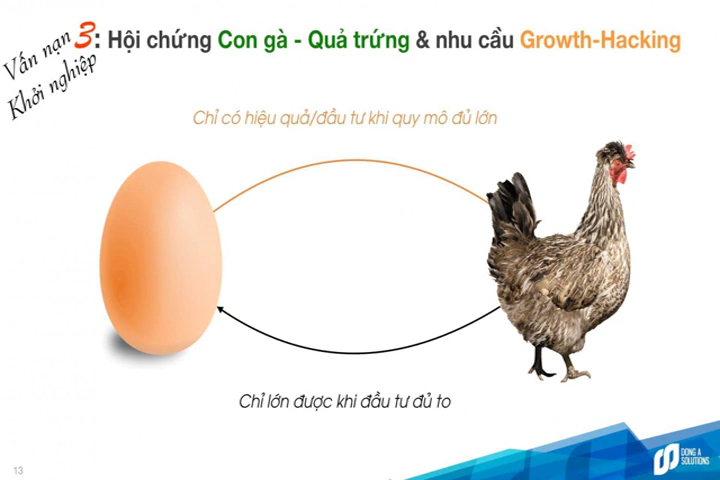 Vấn nạn 3: Hội chứng Con gà - Quả trứng & nhu cầu Growth-Hacking
Khởi nghiệp
Chỉ có hiệu quả/đầu tư khi quy mô đủ lớn
Chỉ lớn được khi đầu tư đủ to
13
DONG A
SOLUTIONS